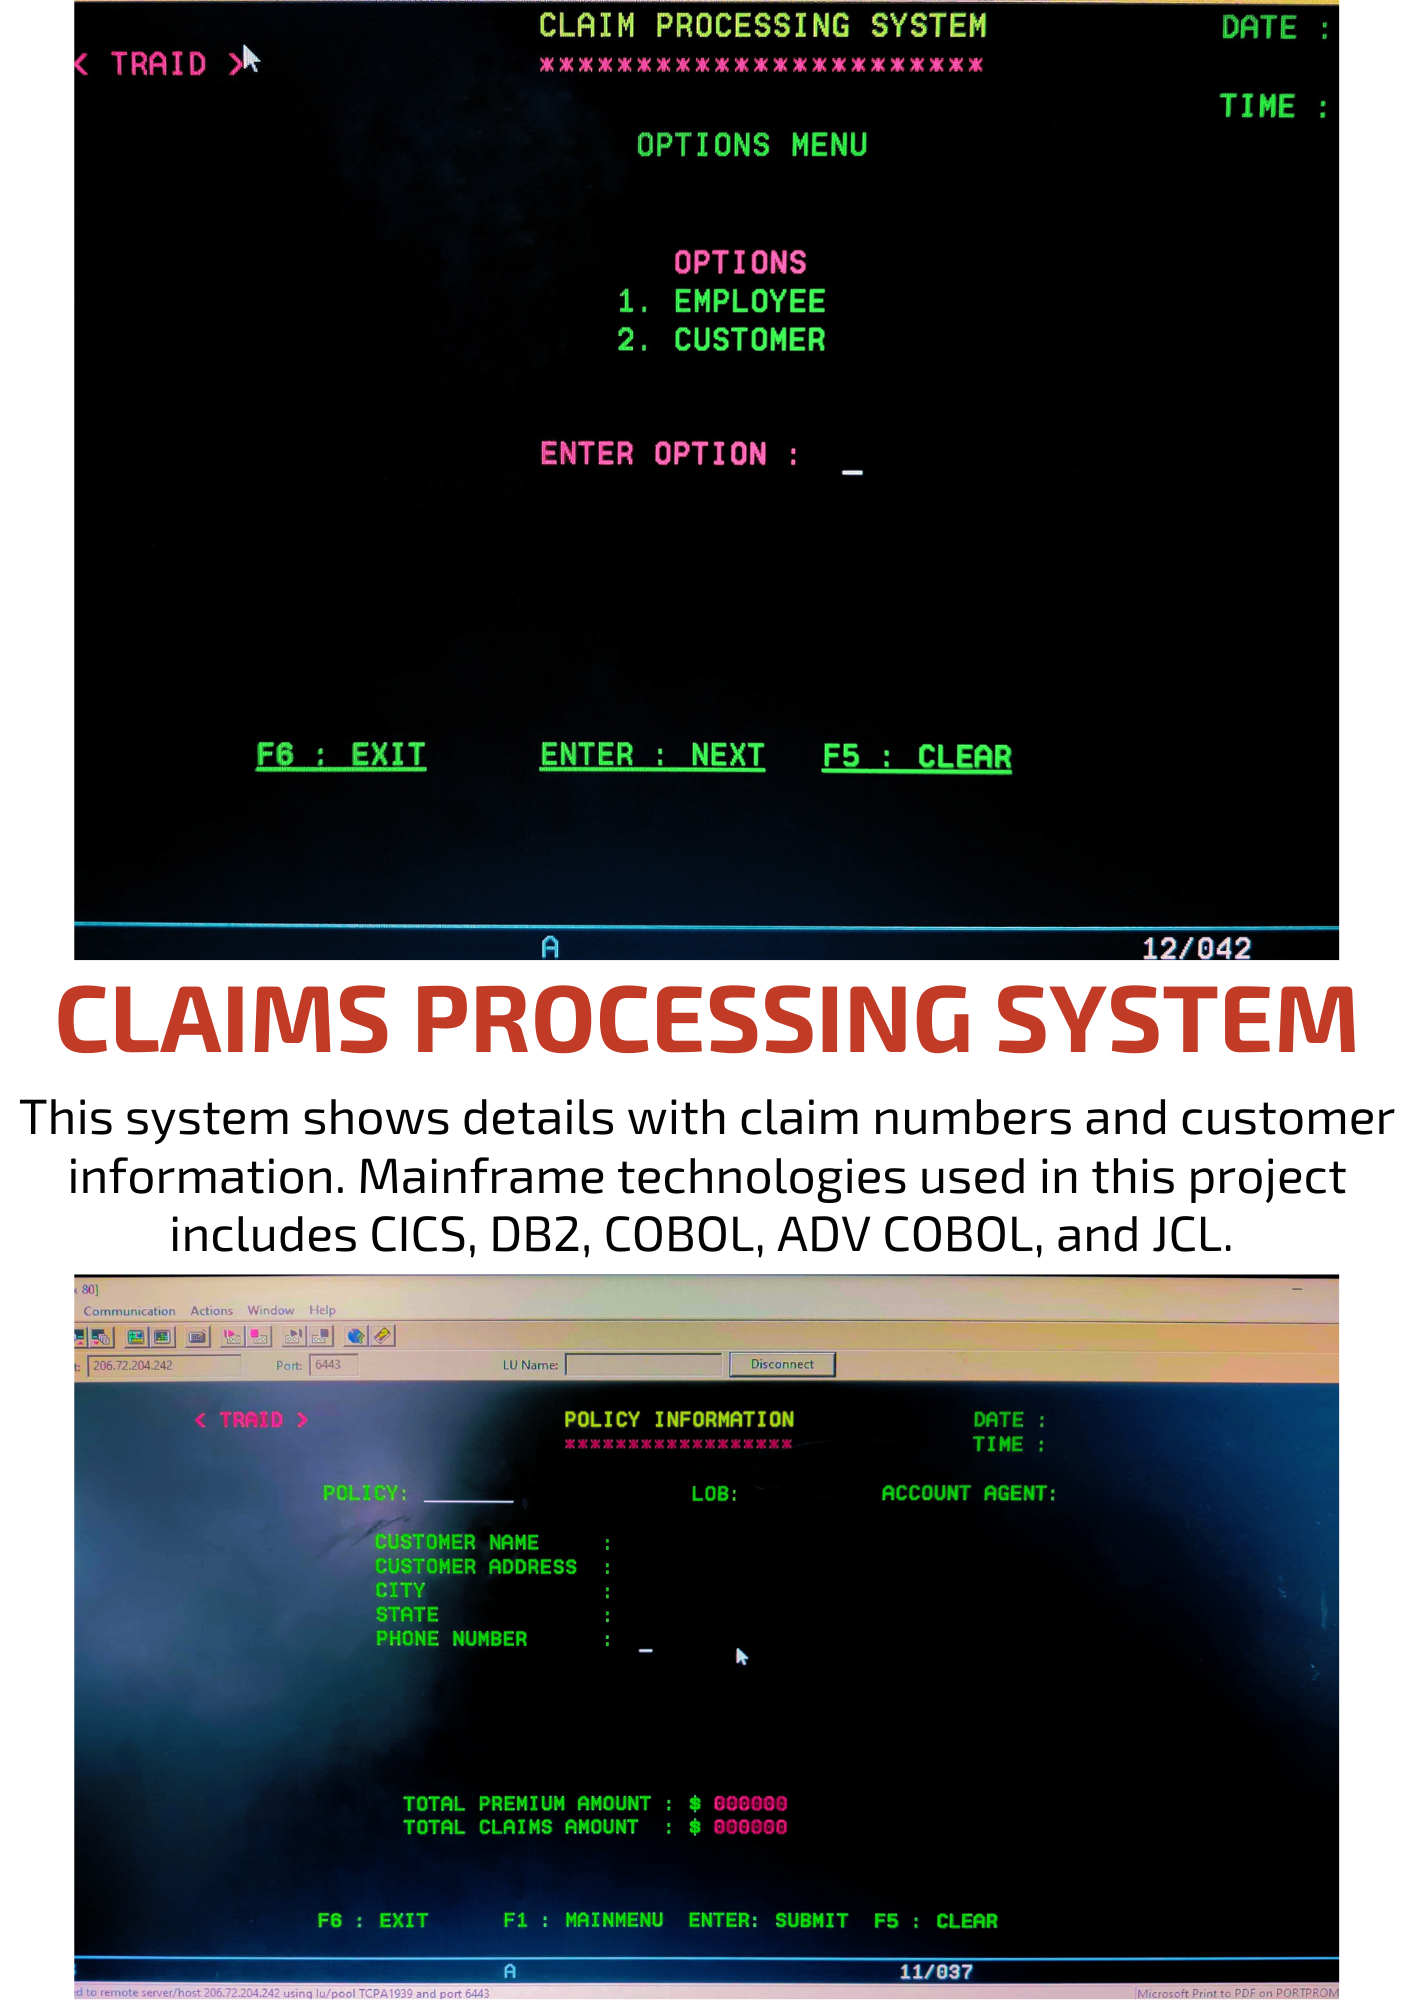 CLAIM PROCESSING SYSTEM
DATE :
< TRAID >
***********************
TIME :
OPTIONS MENU
OPTIONS
1. EMPLOYEE
2. CUSTOMER
ENTER OPTION : _
F6 : EXIT ENTER : NEXT F5 : CLEAR
A 12/042
CLAIMS PROCESSING SYSTEM
This system shows details with claim numbers and customer
information. Mainframe technologies used in this project
includes CICS, DB2, COBOL, ADV COBOL, and JCL.
80]
Communication Actions Window Help
206.72.204.242 Port: 6443 LU Name: Disconnect
< TRAID > POLICY INFORMATION DATE :
****************** TIME :
POLICY: _______ LOB: ACCOUNT AGENT:
CUSTOMER NAME :
CUSTOMER ADDRESS :
CITY :
STATE :
PHONE NUMBER : _
TOTAL PREMIUM AMOUNT : $ 000000
TOTAL CLAIMS AMOUNT : $ 000000
F6 : EXIT F1 : MAINMENU ENTER: SUBMIT F5 : CLEAR
A 11/037
d to remote server/host 206.72.204.242 using lu/pool TCPA1939 and port 6443 Microsoft Print to PDF on PORTPROM